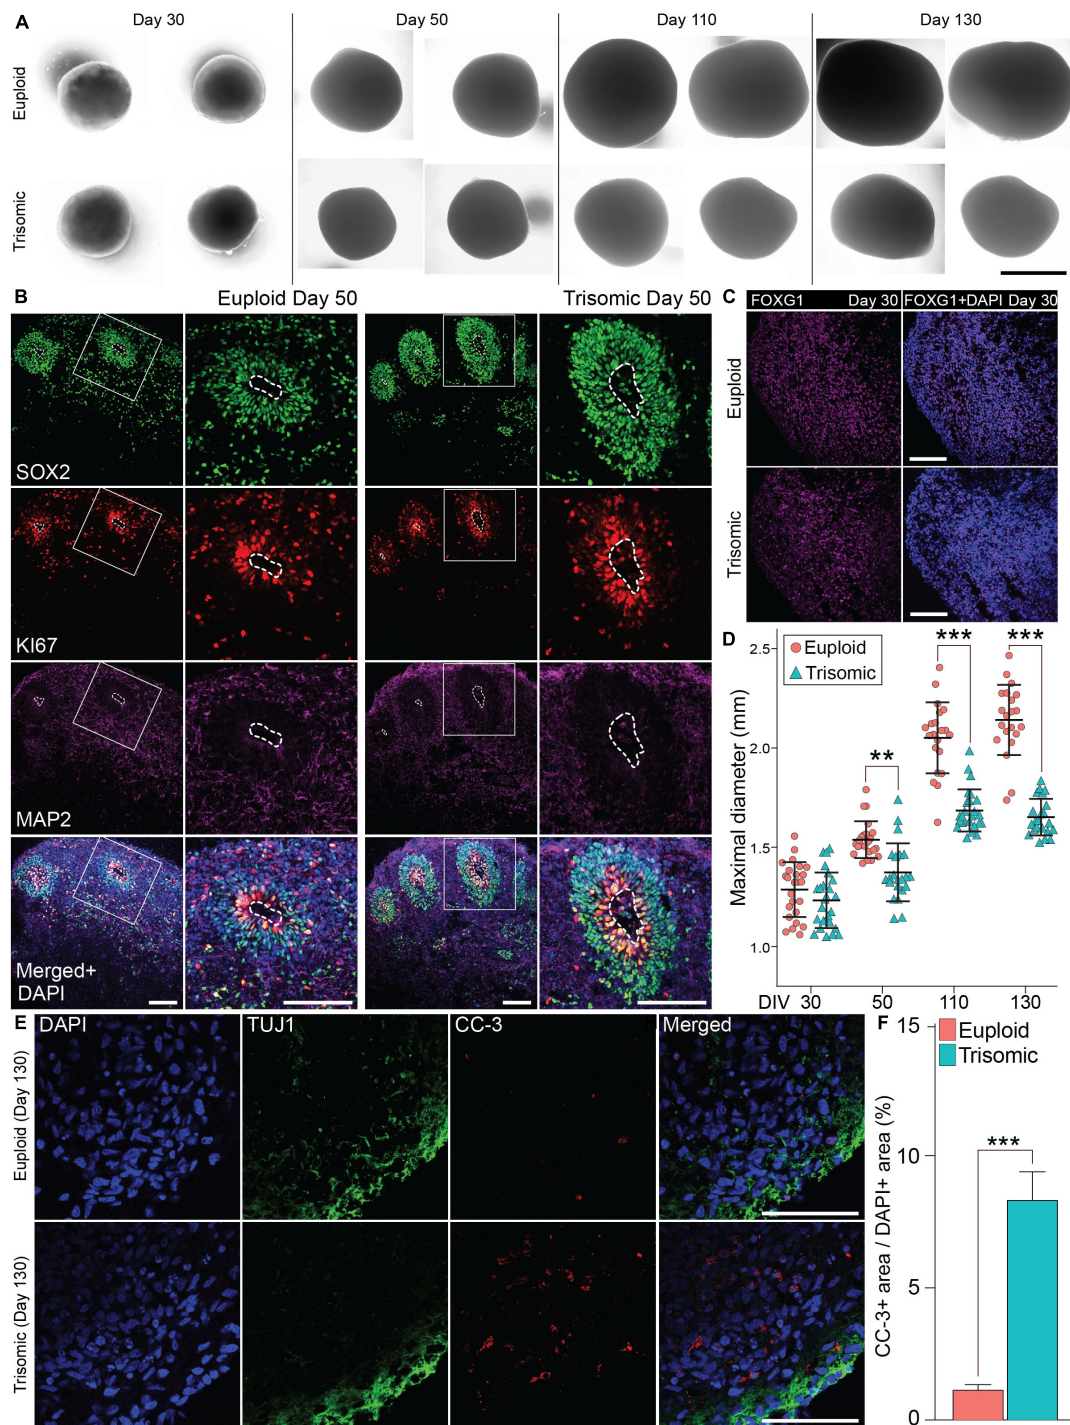 A
Day 30
Day 50
Day 110
Day 130
Euploid
Trisomic
B
Euploid Day 50
Trisomic Day 50
SOX2
KI67
MAP2
Merged+
DAPI
C
FOXG1
Day 30
FOXG1+DAPI
Day 30
Euploid
Trisomic
D
Maximal diameter (mm)
2.5
2.0
1.5
1.0
Euploid
Trisomic
**
***
***
DIV
30
50
110
130
E
DAPI
TUJ1
CC-3
Merged
Euploid (Day 130)
Trisomic (Day 130)
F
CC-3+ area / DAPI+ area (%)
15
10
5
0
Euploid
Trisomic
***